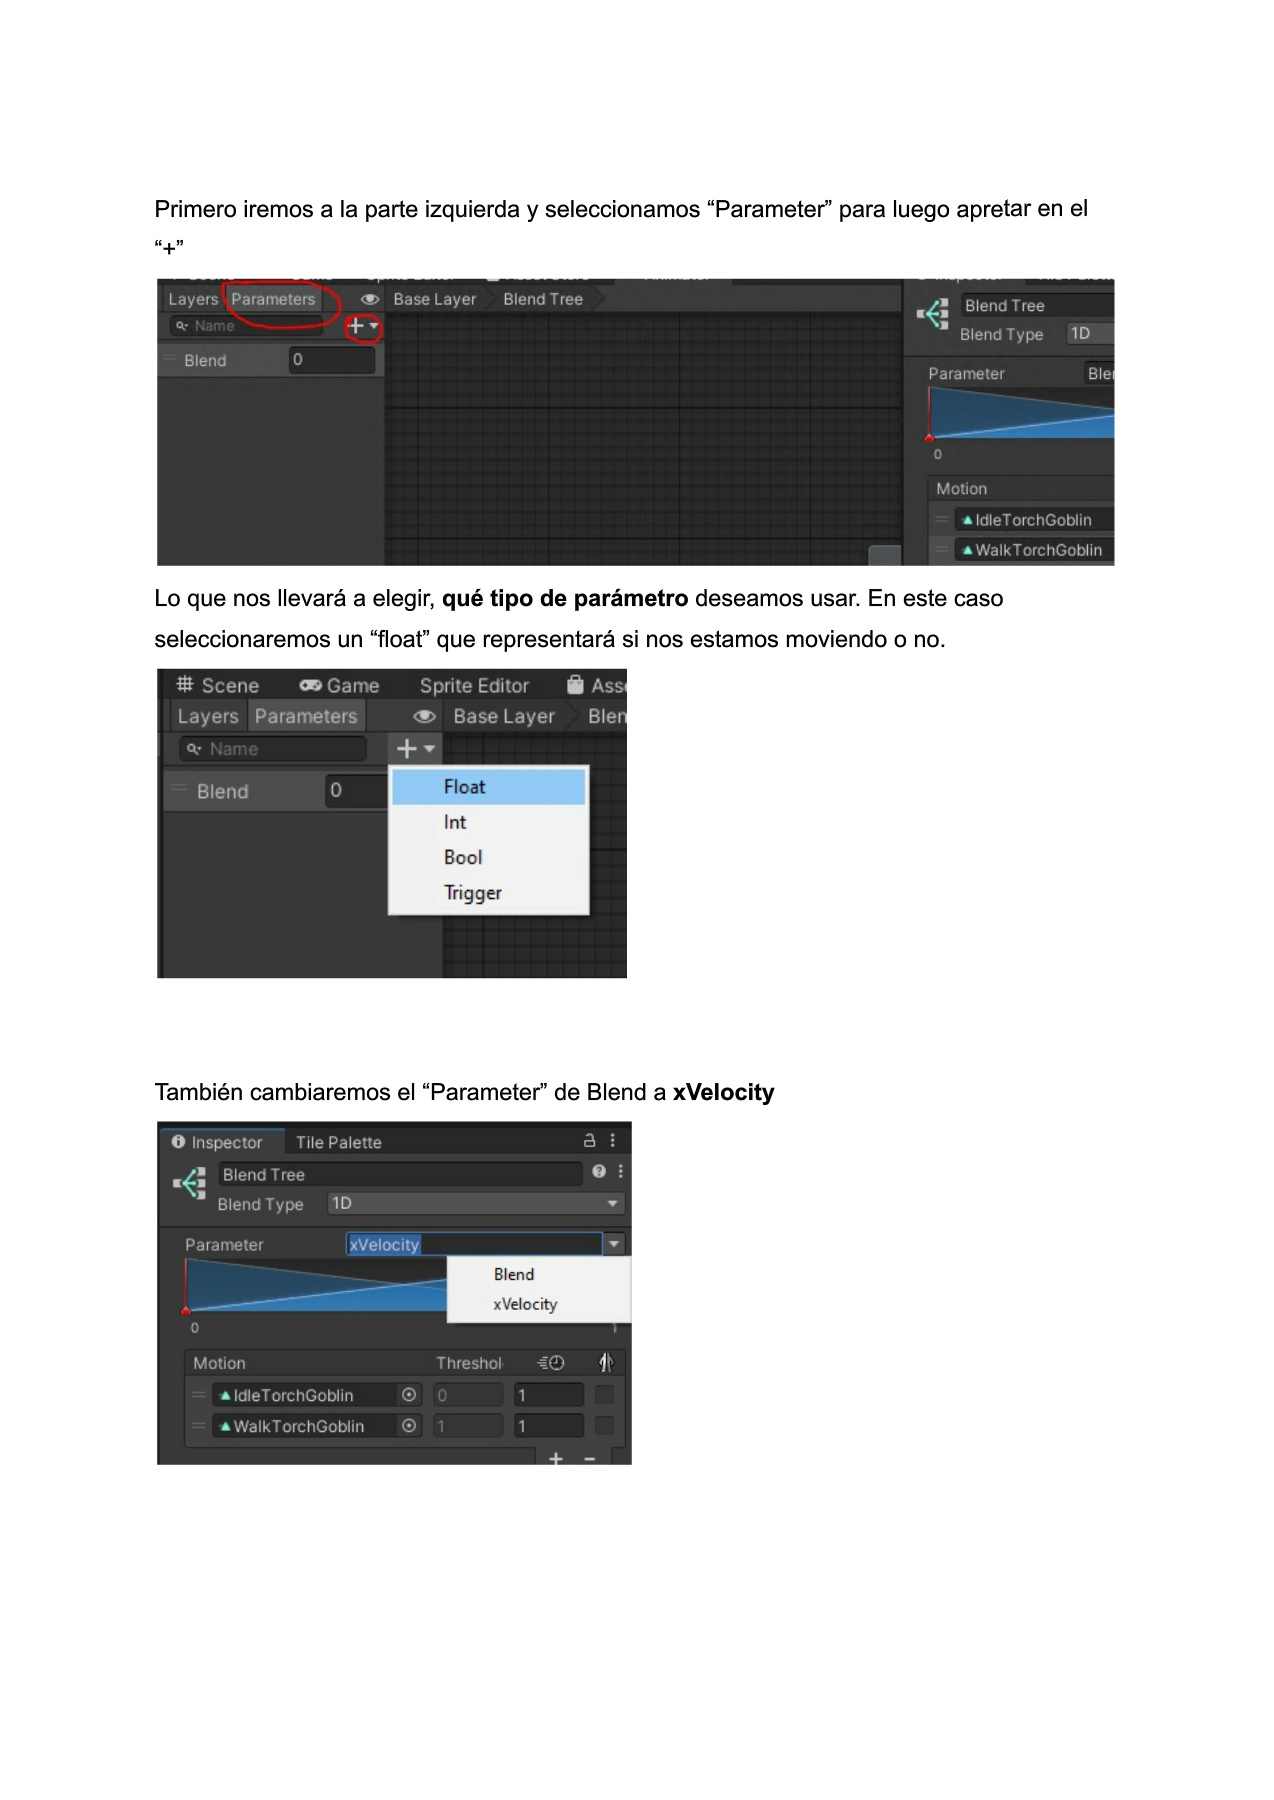 Primero iremos a la parte izquierda y seleccionamos “Parameter” para luego apretar en el
“+”
Layers Parameters Base Layer Blend Tree
Name
Blend 0
Blend Tree
Blend Type 1D
Parameter Ble
0
Motion
IdleTorchGoblin
WalkTorchGoblin
Lo que nos llevará a elegir, qué tipo de parámetro deseamos usar. En este caso
seleccionaremos un “float” que representará si nos estamos moviendo o no.
Scene Game Sprite Editor Asse
Layers Parameters Base Layer Blen
Name
Blend 0
Float
Int
Bool
Trigger
También cambiaremos el “Parameter” de Blend a xVelocity
Inspector Tile Palette
Blend Tree
Blend Type 1D
Parameter xVelocity
Blend
xVelocity
0 1
Motion Threshol
IdleTorchGoblin 0 1
WalkTorchGoblin 1 1
+ -